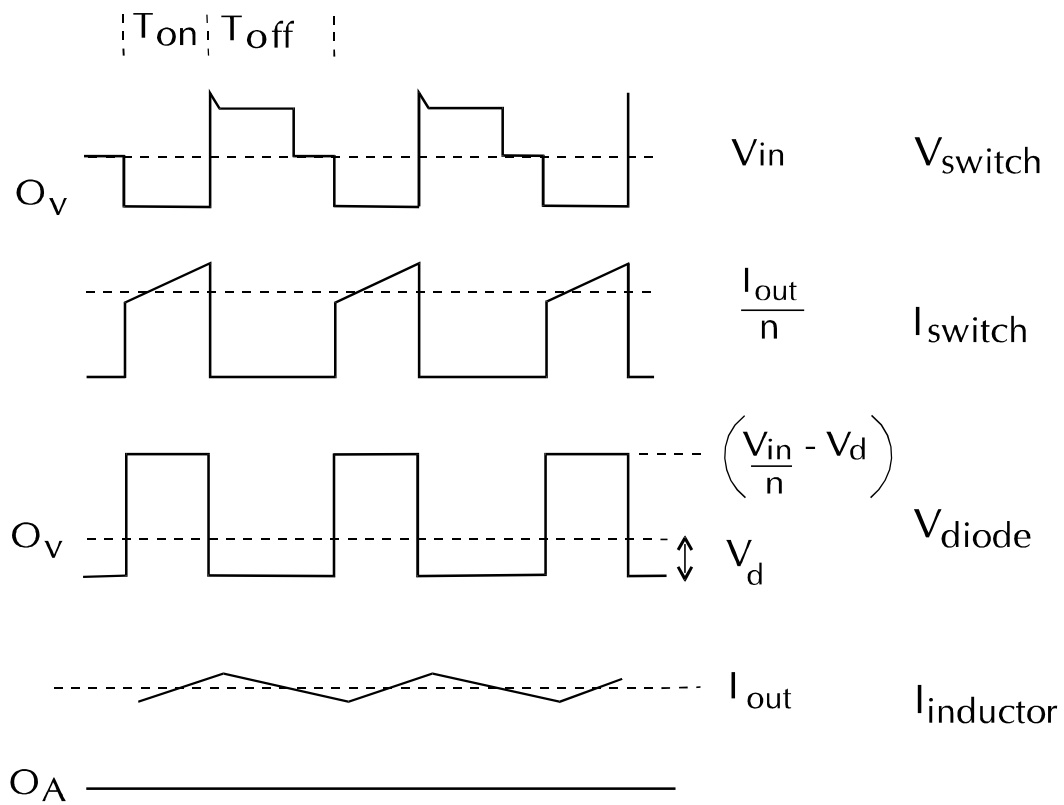 Ton Toff
Vin Vswitch
Ov
Iout
n
Iswitch
(Vin
n
- Vd)
Ov
Vdiode
Vd
Iout
Iinductor
OA